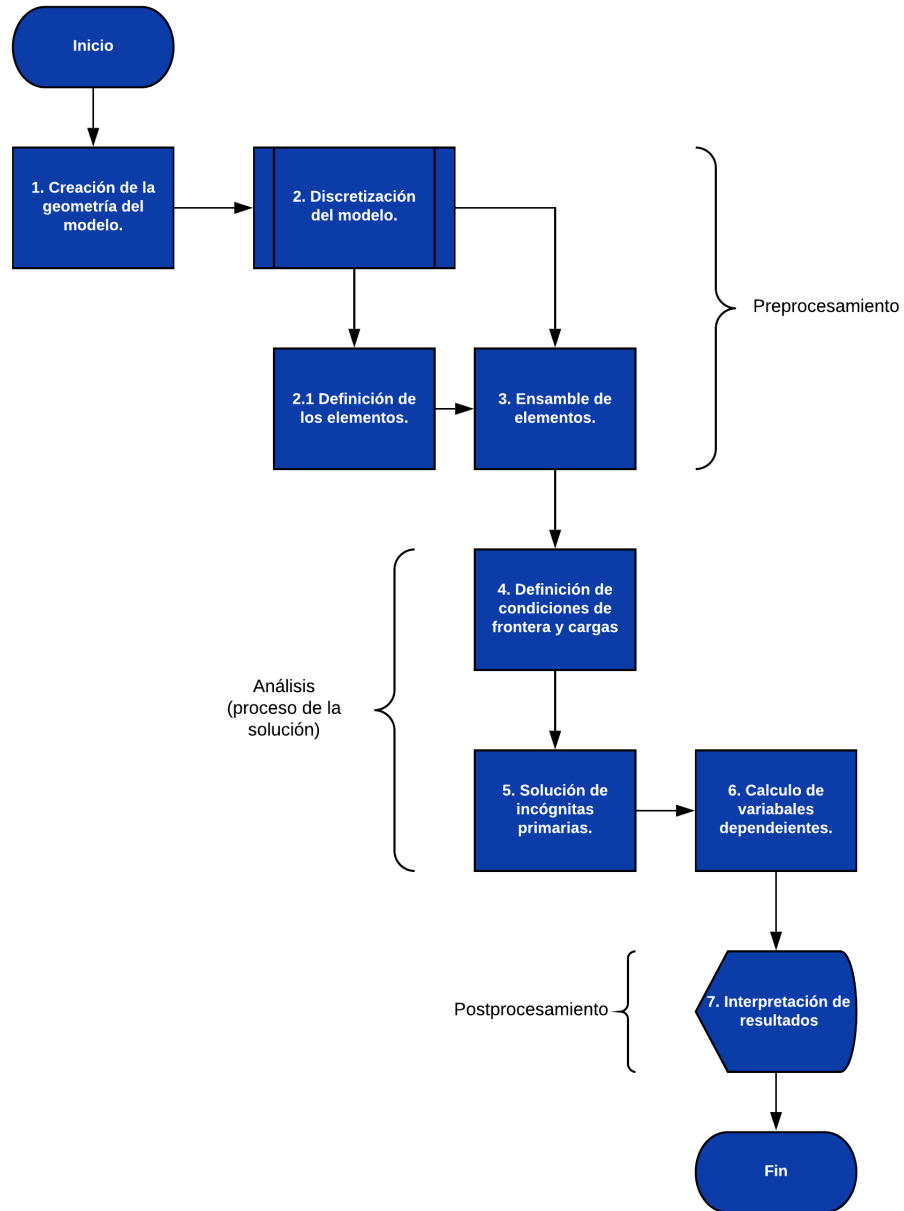 Inicio
1. Creación de la
geometría del
modelo.
2. Discretización
del modelo.
Preprocesamiento
2.1 Definición de
los elementos.
3. Ensamble de
elementos.
4. Definición de
condiciones de
frontera y cargas
Análisis
(proceso de la
solución)
5. Solución de
incógnitas
primarias.
6. Calculo de
variabales
dependeientes.
Postprocesamiento
7. Interpretación de
resultados
Fin